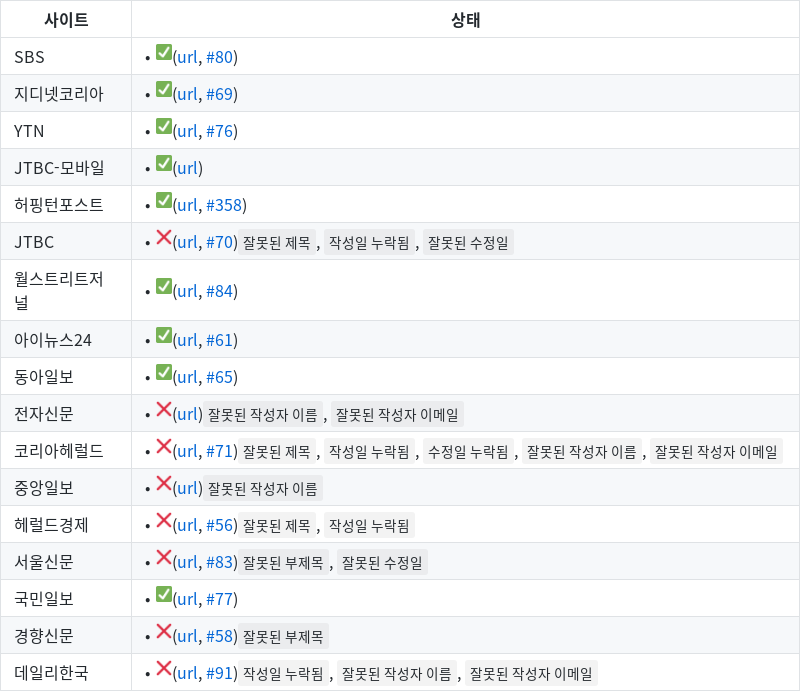 사이트 상태
SBS • ✅(url, #80)
지디넷코리아 • ✅(url, #69)
YTN • ✅(url, #76)
JTBC-모바일 • ✅(url)
허핑턴포스트 • ✅(url, #358)
JTBC • ❌(url, #70) 잘못된 제목 , 작성일 누락됨 , 잘못된 수정일
월스트리트저
널 • ✅(url, #84)
아이뉴스24 • ✅(url, #61)
동아일보 • ✅(url, #65)
전자신문 • ❌(url) 잘못된 작성자 이름 , 잘못된 작성자 이메일
코리아헤럴드 • ❌(url, #71) 잘못된 제목 , 작성일 누락됨 , 수정일 누락됨 , 잘못된 작성자 이름 , 잘못된 작성자 이메일
중앙일보 • ❌(url) 잘못된 작성자 이름
헤럴드경제 • ❌(url, #56) 잘못된 제목 , 작성일 누락됨
서울신문 • ❌(url, #83) 잘못된 부제목 , 잘못된 수정일
국민일보 • ✅(url, #77)
경향신문 • ❌(url, #58) 잘못된 부제목
데일리한국 • ❌(url, #91) 작성일 누락됨 , 잘못된 작성자 이름 , 잘못된 작성자 이메일